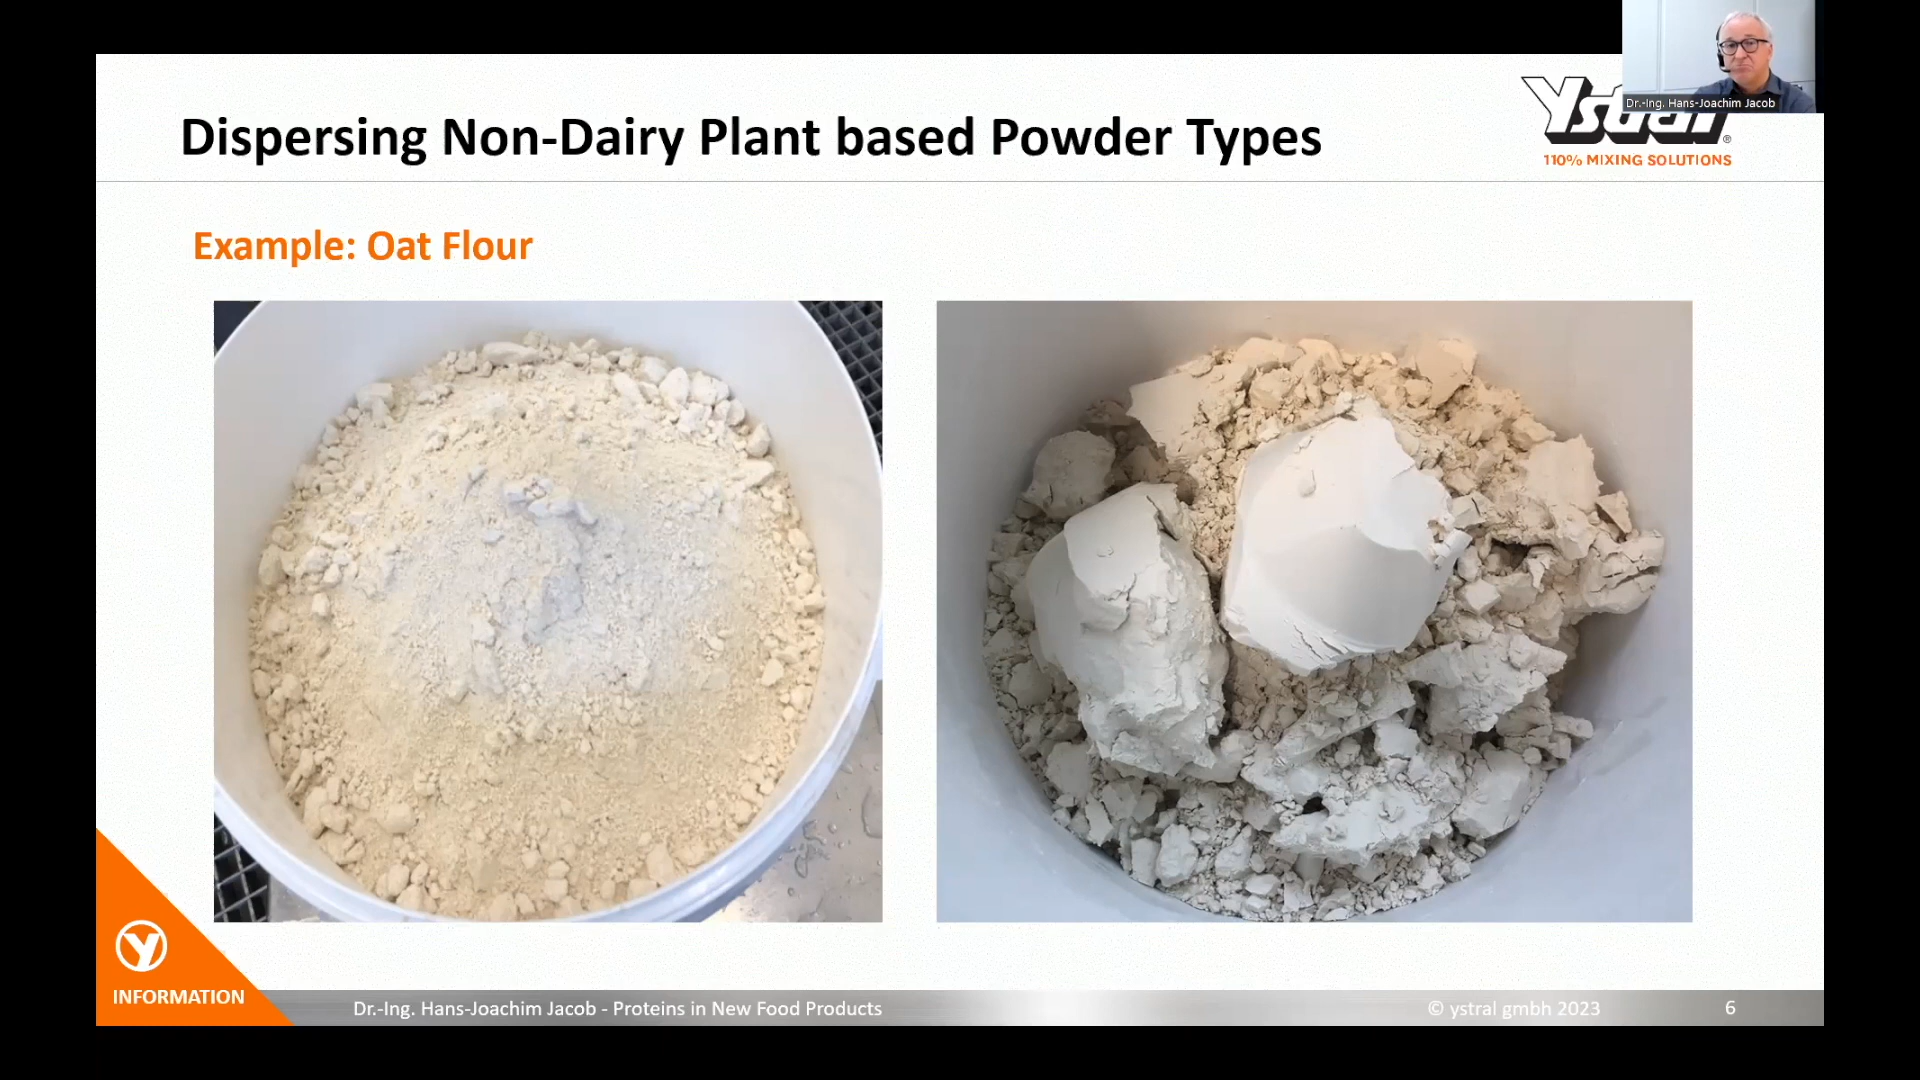 Dispersing Non-Dairy Plant based Powder Types
Ystral®
110% MIXING SOLUTIONS
Dr.-Ing. Hans-Joachim Jacob
Example: Oat Flour
Y
INFORMATION
Dr.-Ing. Hans-Joachim Jacob - Proteins in New Food Products
© ystral gmbh 2023
6